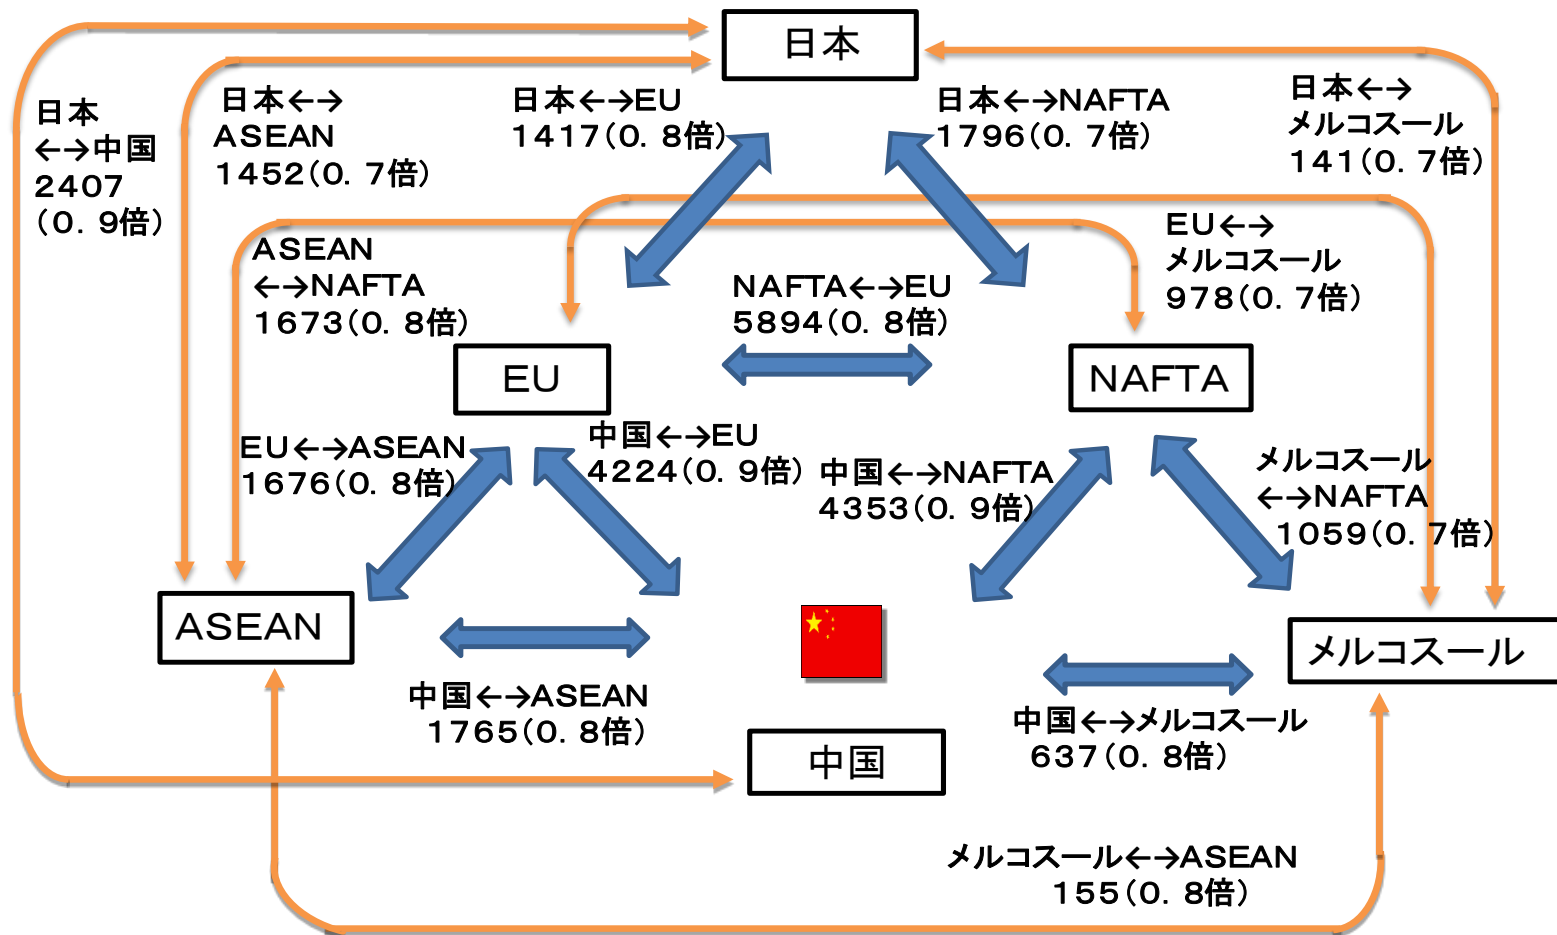 日本
日本
←→中国
2407
(0.9倍)
日本←→
ASEAN
1452(0.7倍)
日本←→EU
1417(0.8倍)
日本←→NAFTA
1796(0.7倍)
日本←→
メルコスール
141(0.7倍)
ASEAN
←→NAFTA
1673(0.8倍)
NAFTA←→EU
5894(0.8倍)
EU←→
メルコスール
978(0.7倍)
EU
NAFTA
EU←→ASEAN
1676(0.8倍)
中国←→EU
4224(0.9倍)
中国←→NAFTA
4353(0.9倍)
メルコスール
←→NAFTA
1059(0.7倍)
ASEAN
メルコスール
中国←→ASEAN
1765(0.8倍)
中国←→メルコスール
637(0.8倍)
中国
メルコスール←→ASEAN
155(0.8倍)